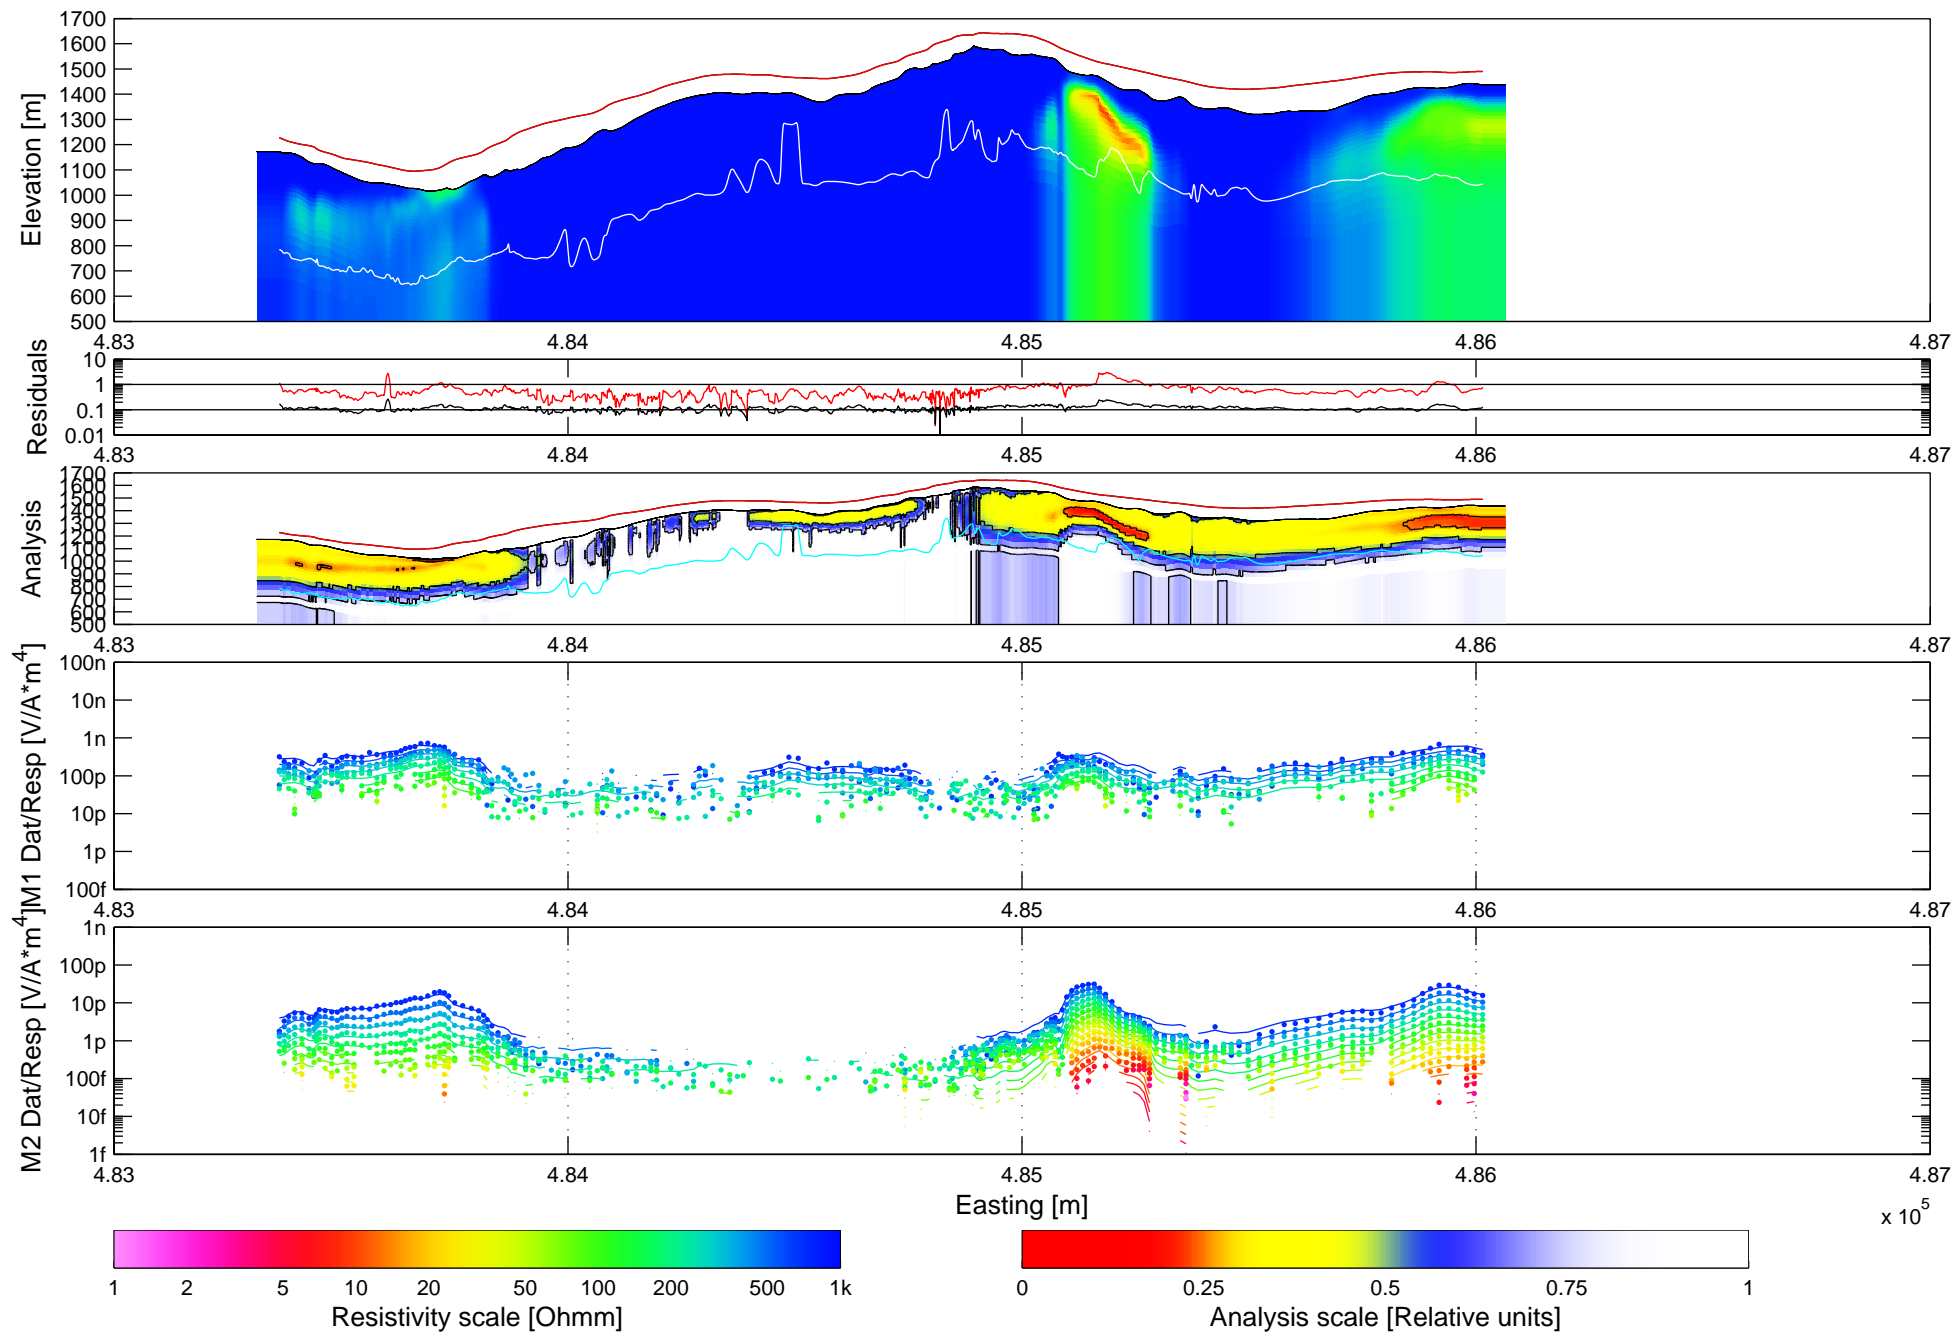 1700
1600
1500
1400
1300
1200
1100
1000
900
800
700
600
500
Elevation [m]
4.83 4.84 4.85 4.86 4.87
10
1
0.1
0.01
Residuals
4.83 4.84 4.85 4.86 4.87
1700
1600
1500
1400
1300
1200
1100
1000
900
800
700
600
500
Analysis
4.83 4.84 4.85 4.86 4.87
100n
10n
1n
100p
10p
1p
100f
M1 Dat/Resp [V/A*m^4]
4.83 4.84 4.85 4.86 4.87
1n
100p
10p
1p
100f
10f
1f
M2 Dat/Resp [V/A*m^4]
4.83 4.84 4.85 4.86 4.87
Easting [m]
x 10^5
1 2 5 10 20 50 100 200 500 1k
Resistivity scale [Ohmm]
0 0.25 0.5 0.75 1
Analysis scale [Relative units]